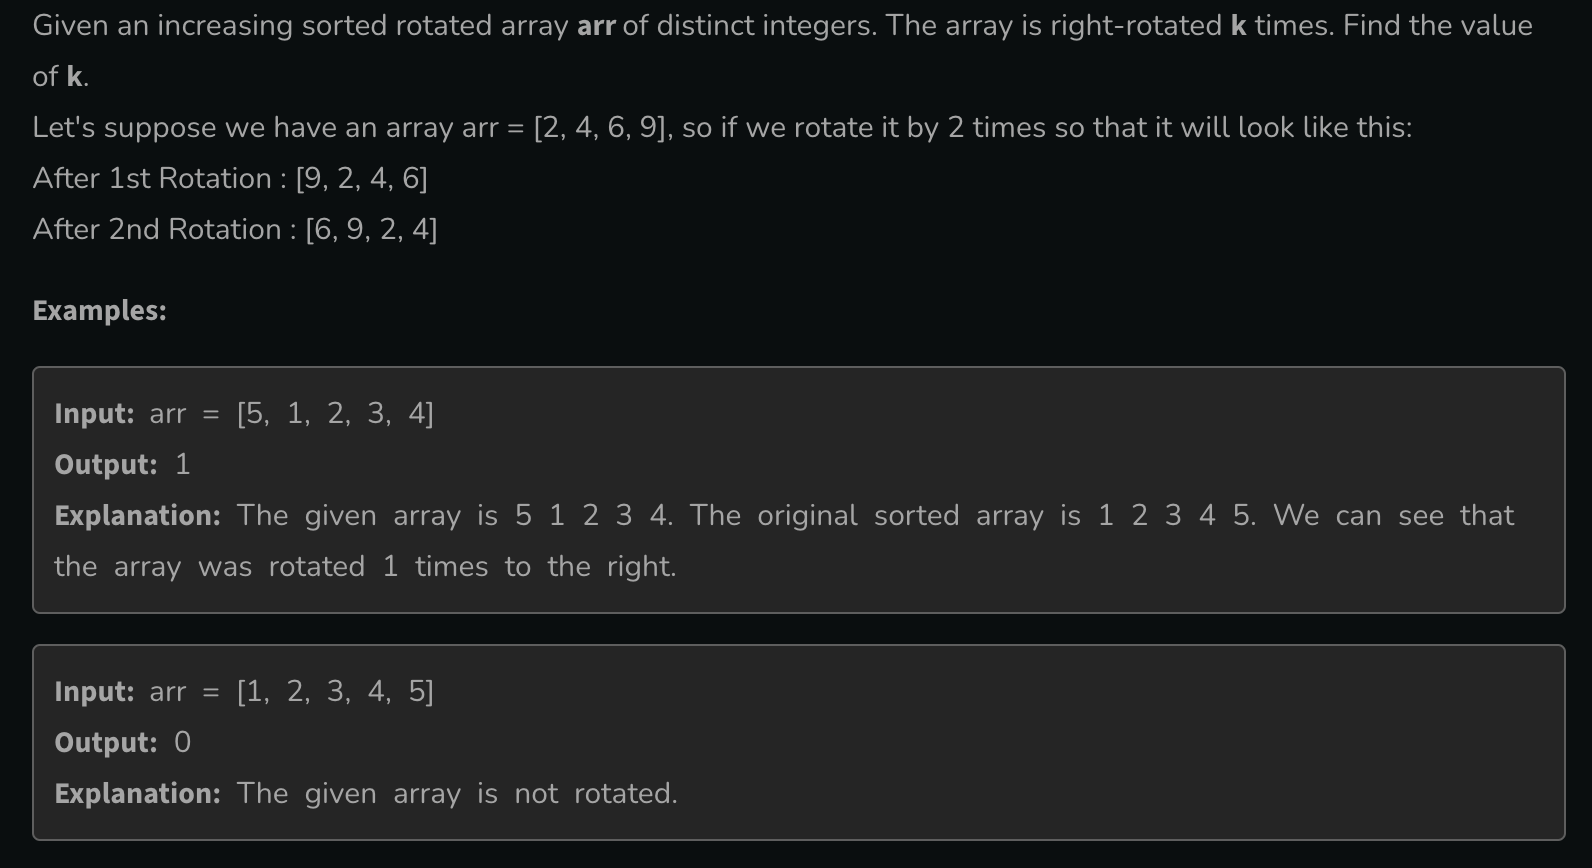 Given an increasing sorted rotated array arr of distinct integers. The array is right-rotated k times. Find the value
of k.
Let's suppose we have an array arr = [2, 4, 6, 9], so if we rotate it by 2 times so that it will look like this:
After 1st Rotation : [9, 2, 4, 6]
After 2nd Rotation : [6, 9, 2, 4]
Examples:
Input: arr = [5, 1, 2, 3, 4]
Output: 1
Explanation: The given array is 5 1 2 3 4. The original sorted array is 1 2 3 4 5. We can see that
the array was rotated 1 times to the right.
Input: arr = [1, 2, 3, 4, 5]
Output: 0
Explanation: The given array is not rotated.